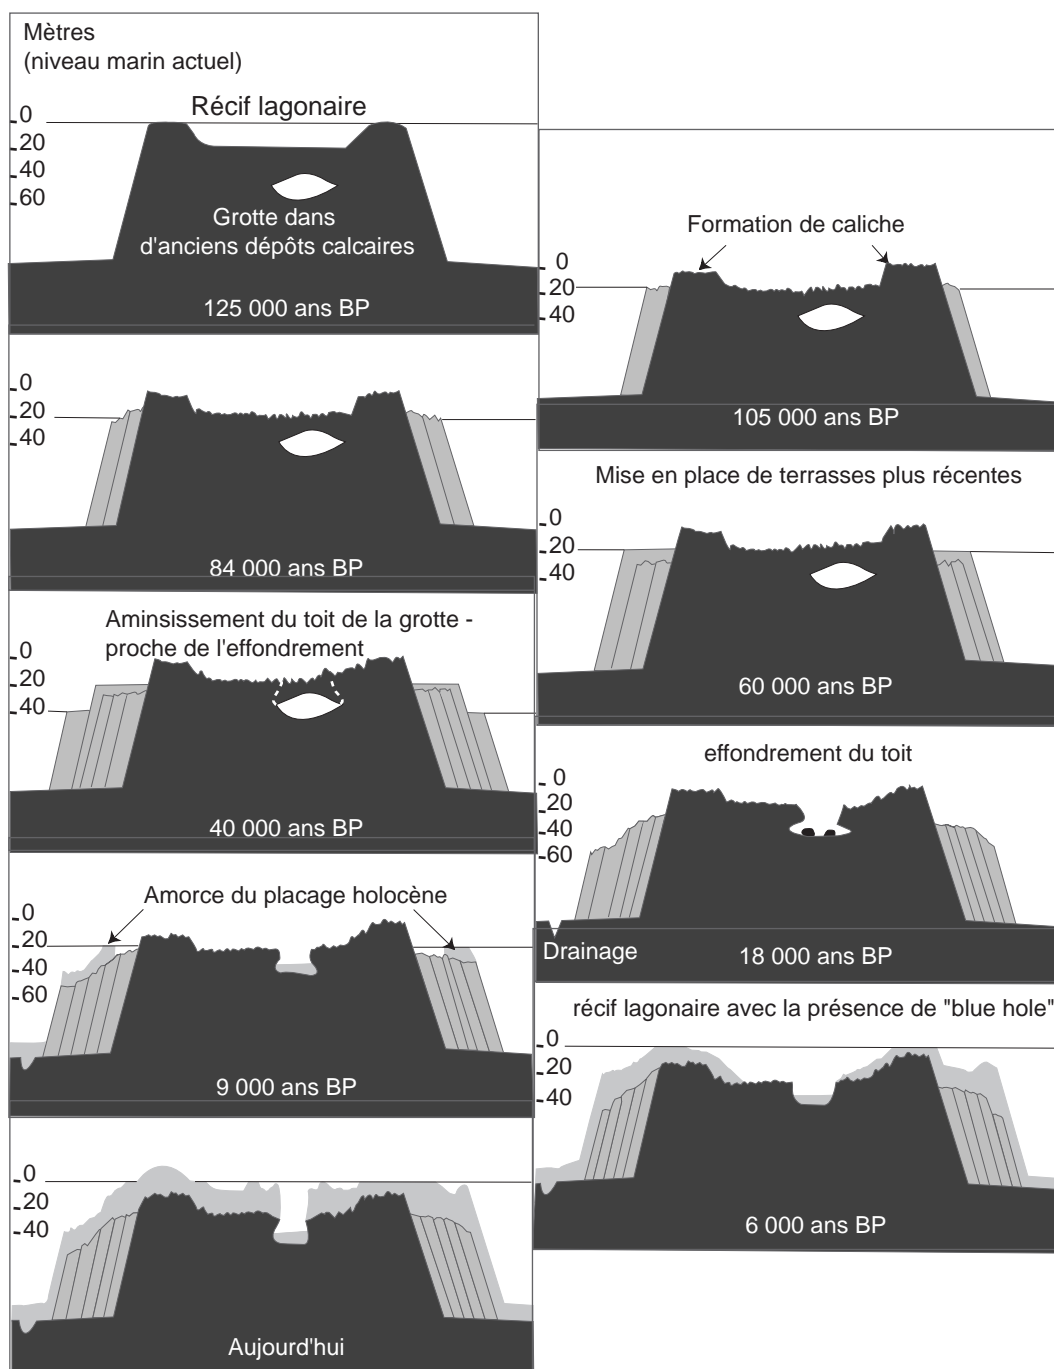 Mètres
(niveau marin actuel)
Récif lagonaire
0
20
40
60
Grotte dans
d'anciens dépôts calcaires
125 000 ans BP
Formation de caliche
0
20
40
105 000 ans BP
0
20
40
84 000 ans BP
Mise en place de terrasses plus récentes
0
20
40
60 000 ans BP
Aminsissement du toit de la grotte -
proche de l'effondrement
0
20
40
40 000 ans BP
effondrement du toit
0
20
40
60
Drainage
18 000 ans BP
Amorce du placage holocène
0
20
40
60
9 000 ans BP
récif lagonaire avec la présence de "blue hole"
0
20
40
6 000 ans BP
0
20
40
Aujourd'hui